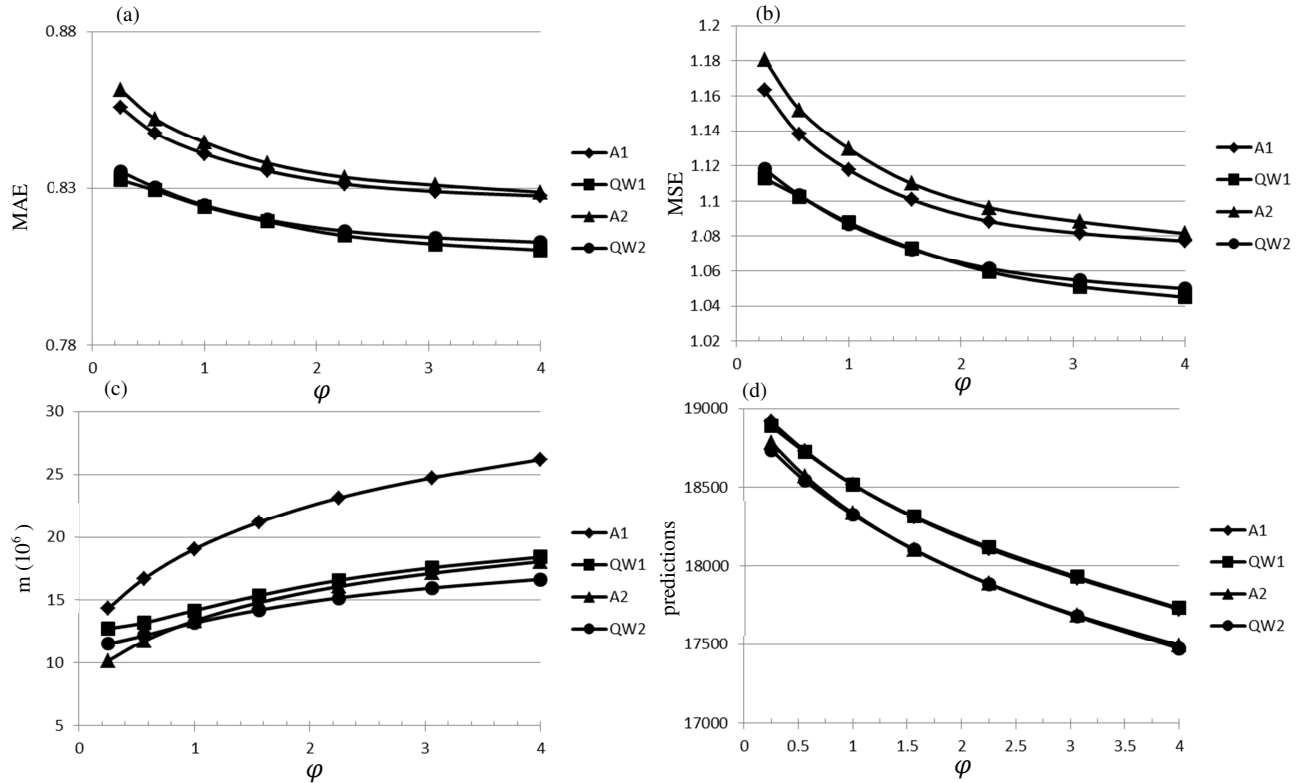 (a)
0.88
0.83
0.78
MAE
0 1 2 3 4
φ
A1
QW1
A2
QW2
(b)
1.2
1.18
1.16
1.14
1.12
1.1
1.08
1.06
1.04
1.02
MSE
0 1 2 3 4
φ
A1
QW1
A2
QW2
(c)
30
25
20
15
10
5
m (10⁶ )
0 1 2 3 4
φ
A1
QW1
A2
QW2
(d)
19000
18500
18000
17500
17000
predictions
0 0.5 1 1.5 2 2.5 3 3.5 4
φ
A1
QW1
A2
QW2